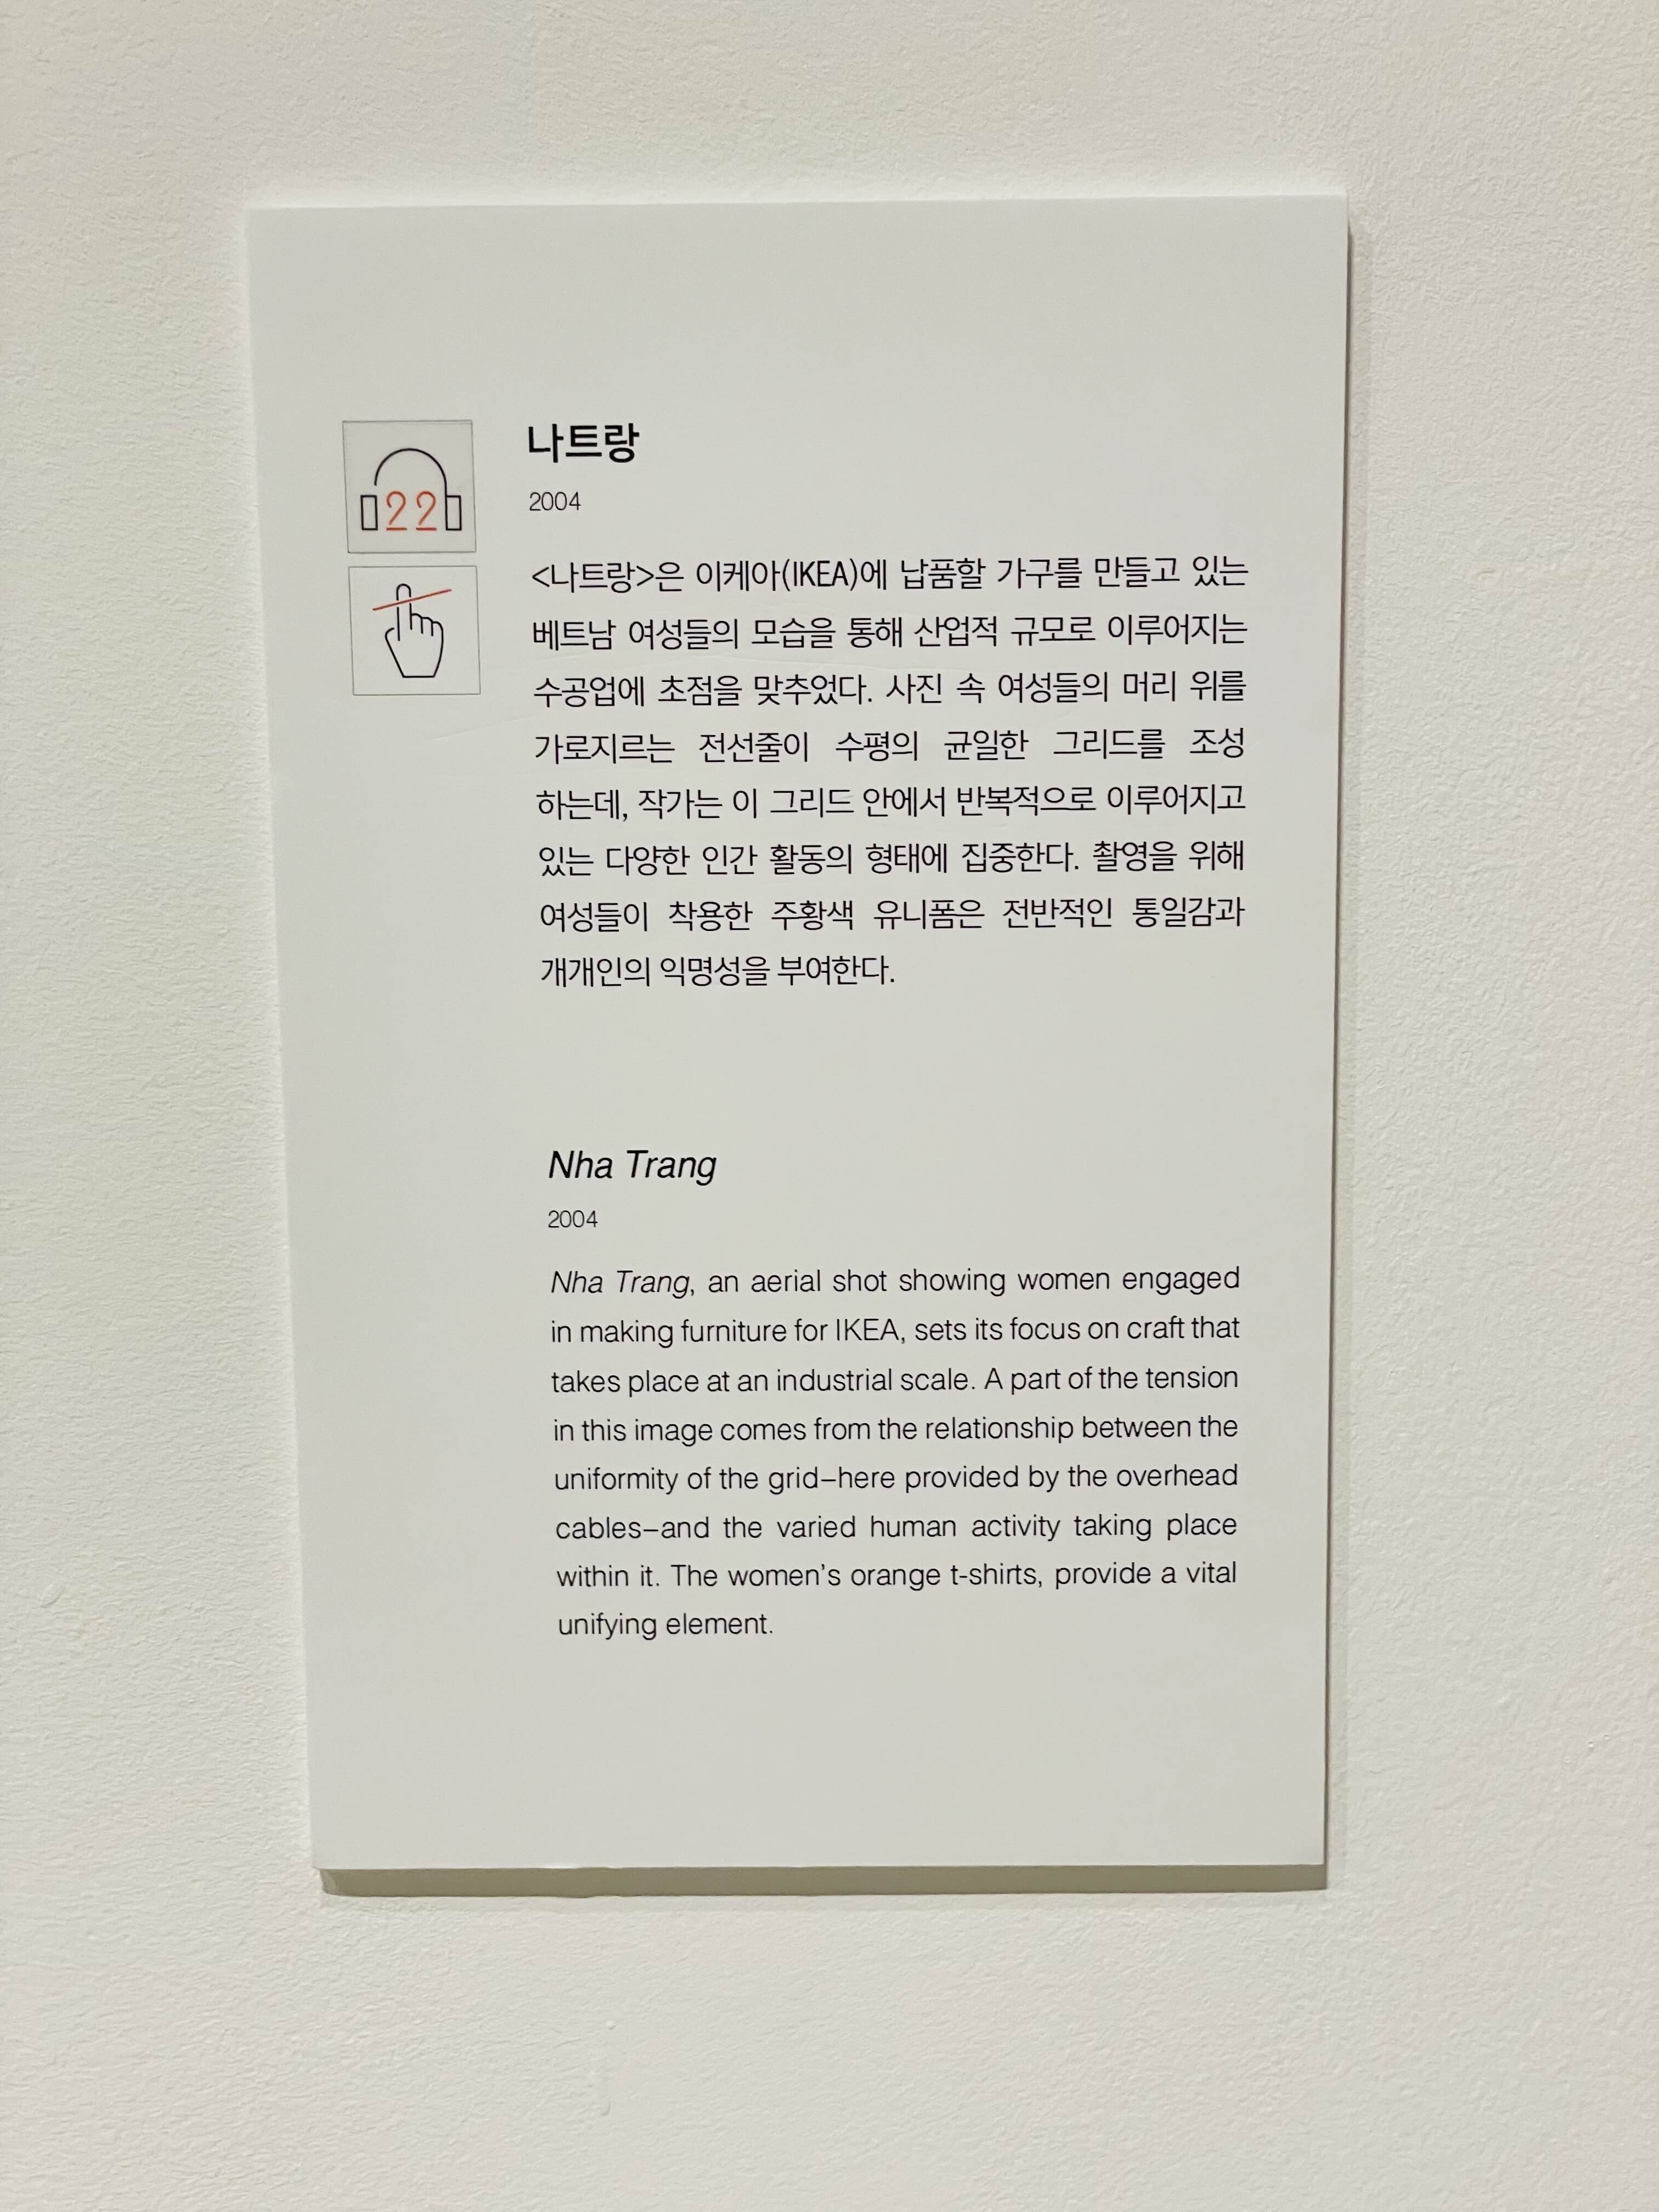 22
나트랑
2004
<나트랑>은 이케아(IKEA)에 납품할 가구를 만들고 있는
베트남 여성들의 모습을 통해 산업적 규모로 이루어지는
수공업에 초점을 맞추었다. 사진 속 여성들의 머리 위를
가로지르는 전선줄이 수평의 균일한 그리드를 조성
하는데, 작가는 이 그리드 안에서 반복적으로 이루어지고
있는 다양한 인간 활동의 형태에 집중한다. 촬영을 위해
여성들이 착용한 주황색 유니폼은 전반적인 통일감과
개개인의 익명성을 부여한다.
Nha Trang
2004
Nha Trang, an aerial shot showing women engaged
in making furniture for IKEA, sets its focus on craft that
takes place at an industrial scale. A part of the tension
in this image comes from the relationship between the
uniformity of the grid–here provided by the overhead
cables–and the varied human activity taking place
within it. The women’s orange t-shirts, provide a vital
unifying element.